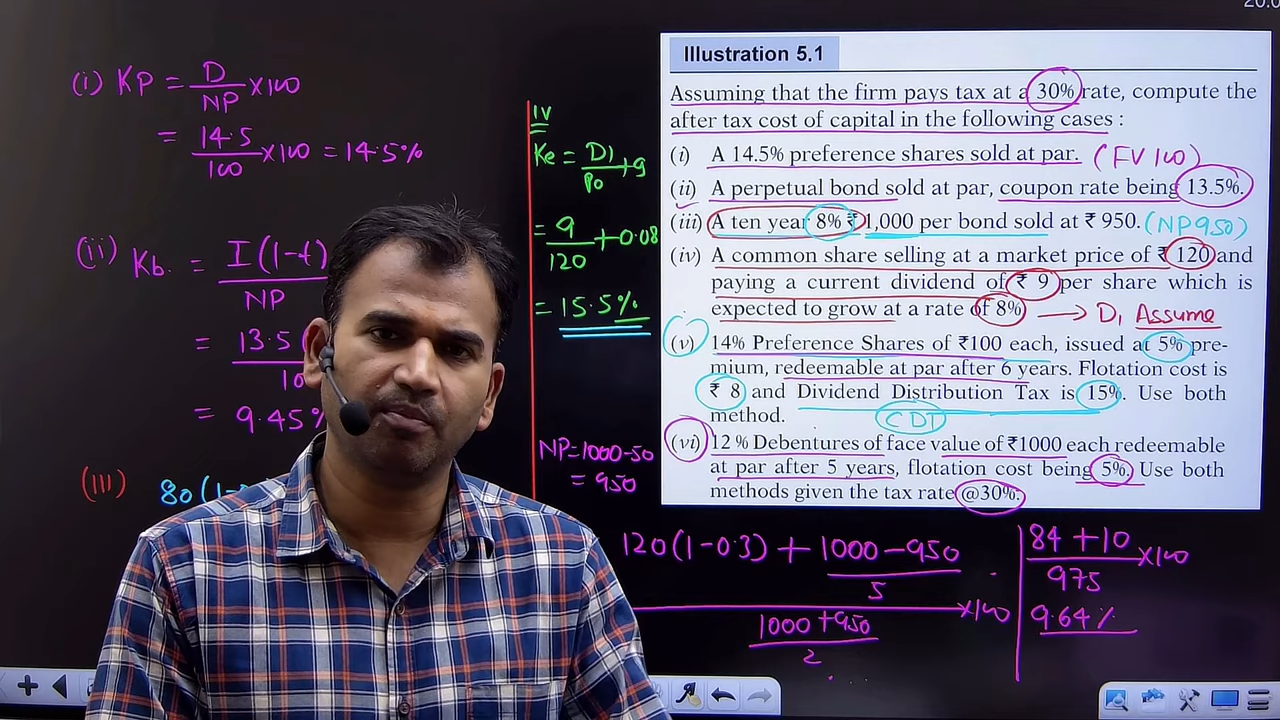 20:0
(i) Kp = D/NP ×100
= 14.5/100 ×100 = 14.5%
(ii) Kb. = I(1-t)/NP
= 13.5(
10
= 9.45%
(III) 80(1-
IV
Ke = D1/P0 + g
= 9/120 + 0.08
= 15.5%
NP=1000-50
= 950
Illustration 5.1
Assuming that the firm pays tax at a 30% rate, compute the
after tax cost of capital in the following cases :
(i) A 14.5% preference shares sold at par. (FV 100)
(ii) A perpetual bond sold at par, coupon rate being 13.5%.
(iii) A ten year 8% ₹ 1,000 per bond sold at ₹ 950. (NP950)
(iv) A common share selling at a market price of ₹ 120 and
paying a current dividend of ₹ 9 per share which is
expected to grow at a rate of 8% → D1 Assume
(v) 14% Preference Shares of ₹100 each, issued at 5% pre-
mium, redeemable at par after 6 years. Flotation cost is
₹ 8 and Dividend Distribution Tax is 15%. Use both
method. CDT
(vi) 12 % Debentures of face value of ₹1000 each redeemable
at par after 5 years, flotation cost being 5%. Use both
methods given the tax rate @30%.
120(1-0.3) + 1000-950
5
×100
1000+950
2
84+10/975 ×100
9.64%